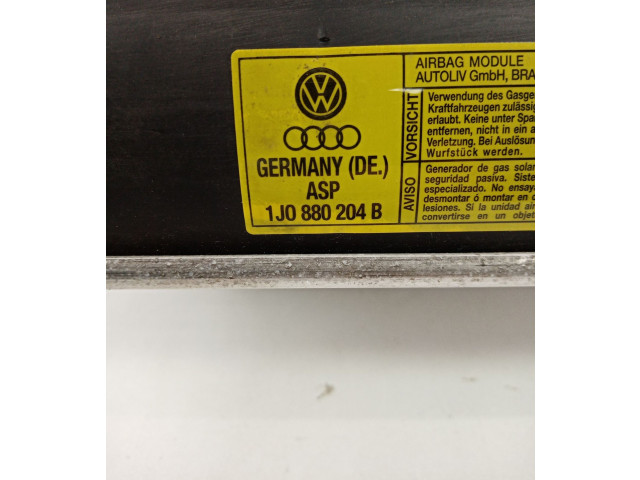 VW
GERMANY (DE.)
ASP
1J0 880 204 B
AIRBAG MODULE
AUTOLIV GmbH, BRA
VORSICHT
Verwendung des Gasge
Kraftfahrzeugen zulässig
erlaubt. Keine unter Spa
entfernen, nicht in ein a
Verletzung. Bei Auslösun
Wurfstück werden.
AVISO
Generador de gas solar
seguridad pasiva. Siste
especializado. No ensaya
desmontar ó montar en
lesiones. Si la unidad air
convertirse en un objet